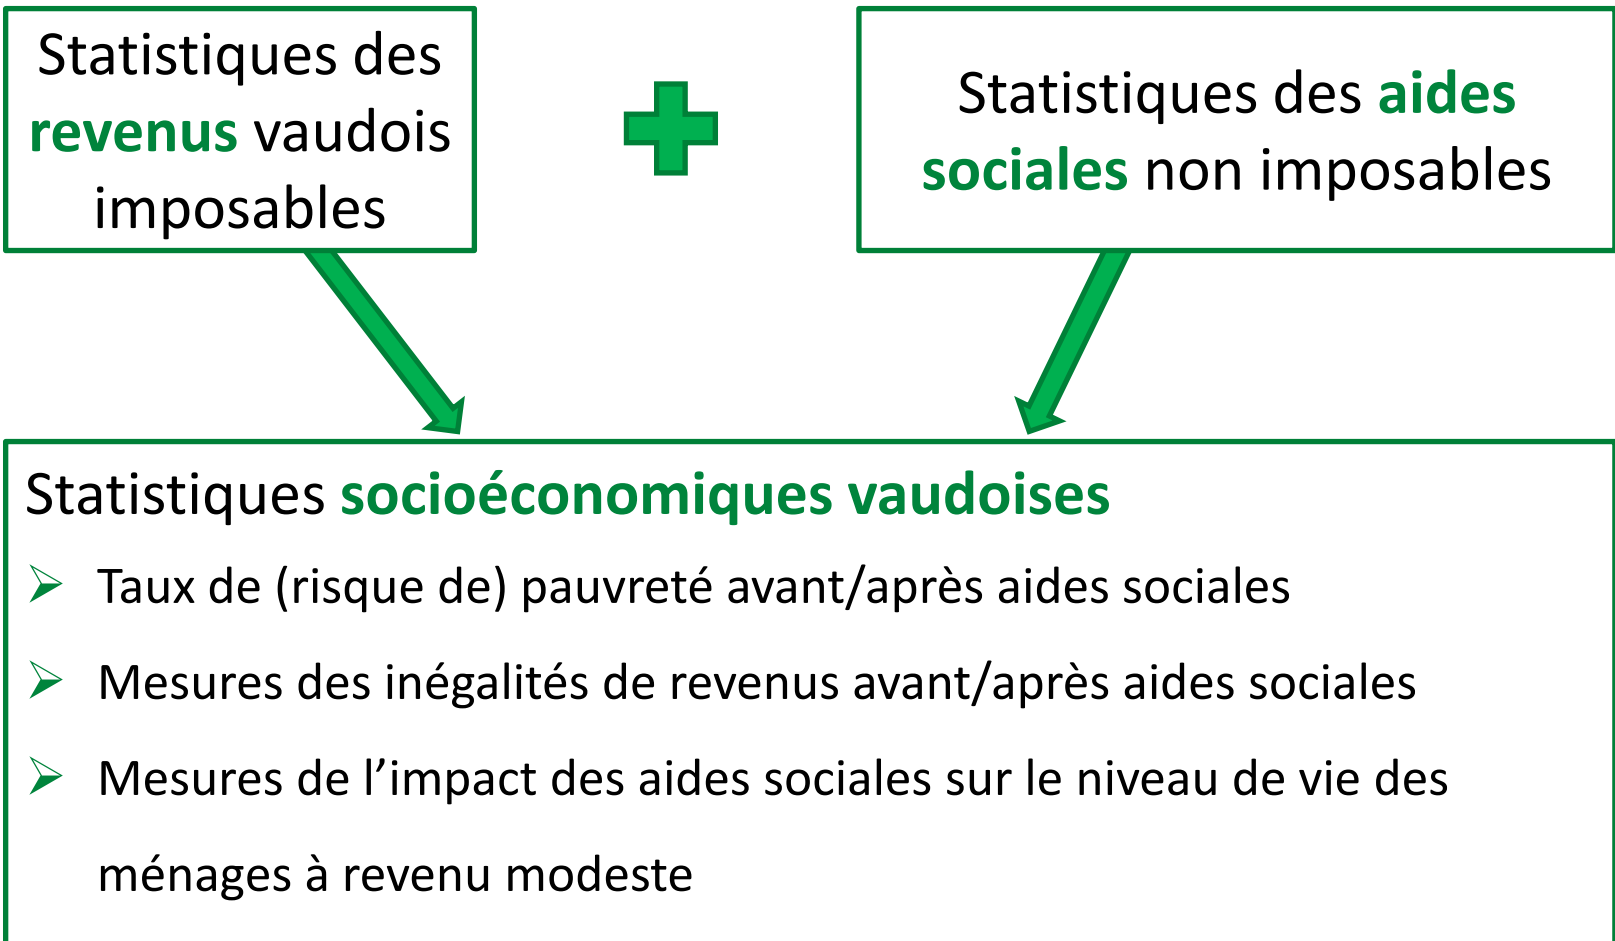 Statistiques des
revenus vaudois
imposables
Statistiques des aides
sociales non imposables
Statistiques socioéconomiques vaudoises
Taux de (risque de) pauvreté avant/après aides sociales
Mesures des inégalités de revenus avant/après aides sociales
Mesures de l’impact des aides sociales sur le niveau de vie des
ménages à revenu modeste